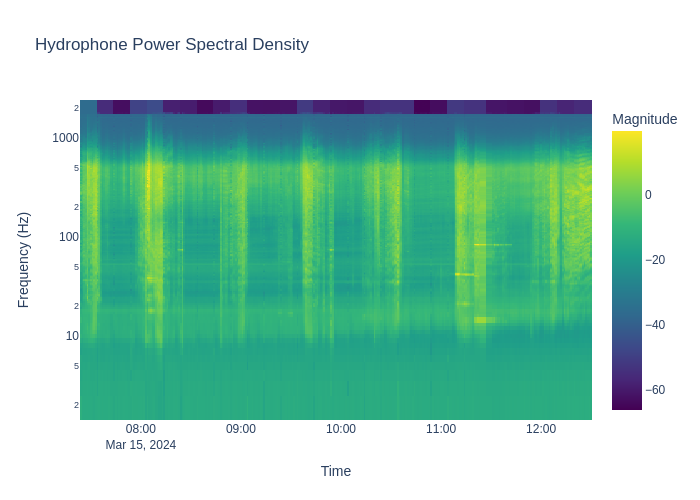 Hydrophone Power Spectral Density
Magnitude
0
−20
−40
−60
Frequency (Hz)
2
1000
5
2
100
5
2
10
5
2
08:00 09:00 10:00 11:00 12:00
Mar 15, 2024
Time